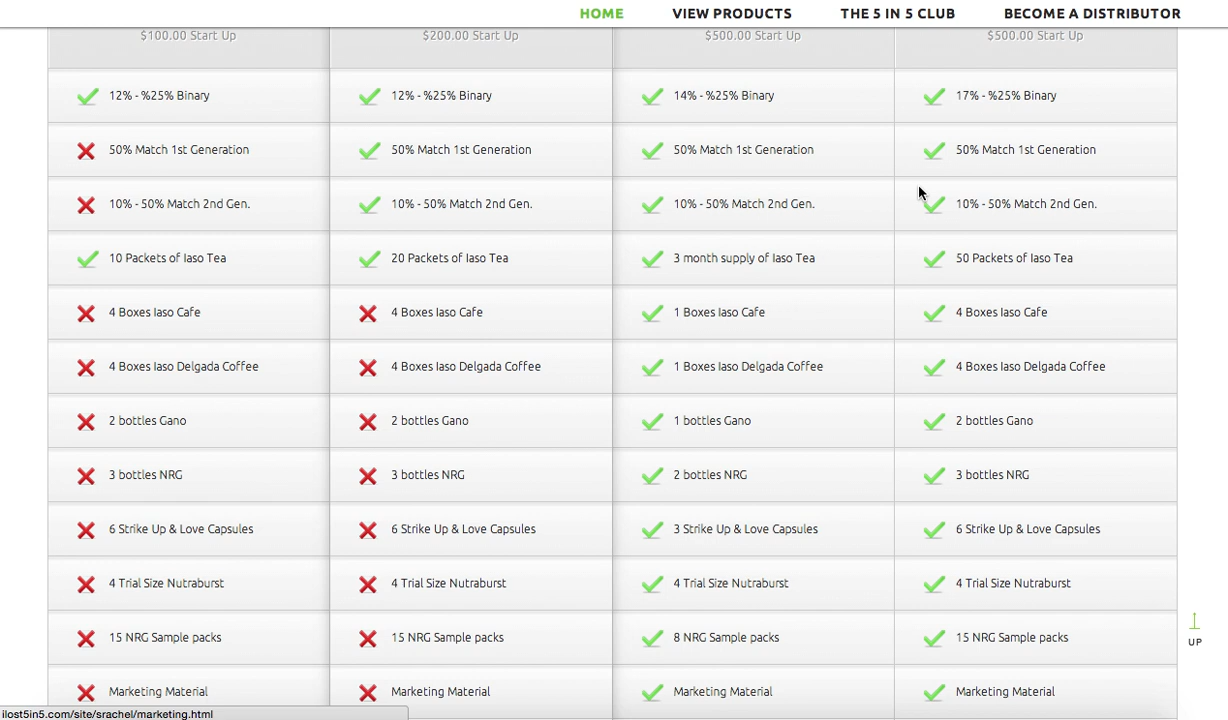 HOME VIEW PRODUCTS THE 5 IN 5 CLUB BECOME A DISTRIBUTOR
$100.00 Start Up $200.00 Start Up $500.00 Start Up $500.00 Start Up
12% - %25% Binary 12% - %25% Binary 14% - %25% Binary 17% - %25% Binary
50% Match 1st Generation 50% Match 1st Generation 50% Match 1st Generation 50% Match 1st Generation
10% - 50% Match 2nd Gen. 10% - 50% Match 2nd Gen. 10% - 50% Match 2nd Gen. 10% - 50% Match 2nd Gen.
10 Packets of Iaso Tea 20 Packets of Iaso Tea 3 month supply of Iaso Tea 50 Packets of Iaso Tea
4 Boxes Iaso Cafe 4 Boxes Iaso Cafe 1 Boxes Iaso Cafe 4 Boxes Iaso Cafe
4 Boxes Iaso Delgada Coffee 4 Boxes Iaso Delgada Coffee 1 Boxes Iaso Delgada Coffee 4 Boxes Iaso Delgada Coffee
2 bottles Gano 2 bottles Gano 1 bottles Gano 2 bottles Gano
3 bottles NRG 3 bottles NRG 2 bottles NRG 3 bottles NRG
6 Strike Up & Love Capsules 6 Strike Up & Love Capsules 3 Strike Up & Love Capsules 6 Strike Up & Love Capsules
4 Trial Size Nutraburst 4 Trial Size Nutraburst 4 Trial Size Nutraburst 4 Trial Size Nutraburst
15 NRG Sample packs 15 NRG Sample packs 8 NRG Sample packs 15 NRG Sample packs
UP
Marketing Material Marketing Material Marketing Material Marketing Material
ilost5in5.com/site/srachel/marketing.html